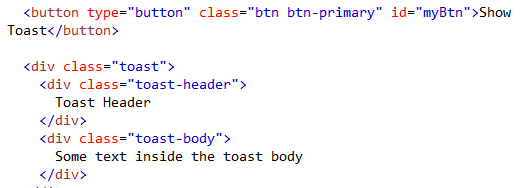 <button type="button" class="btn btn-primary" id="myBtn">Show
Toast</button>
<div class="toast">
<div class="toast-header">
Toast Header
</div>
<div class="toast-body">
Some text inside the toast body
</div>